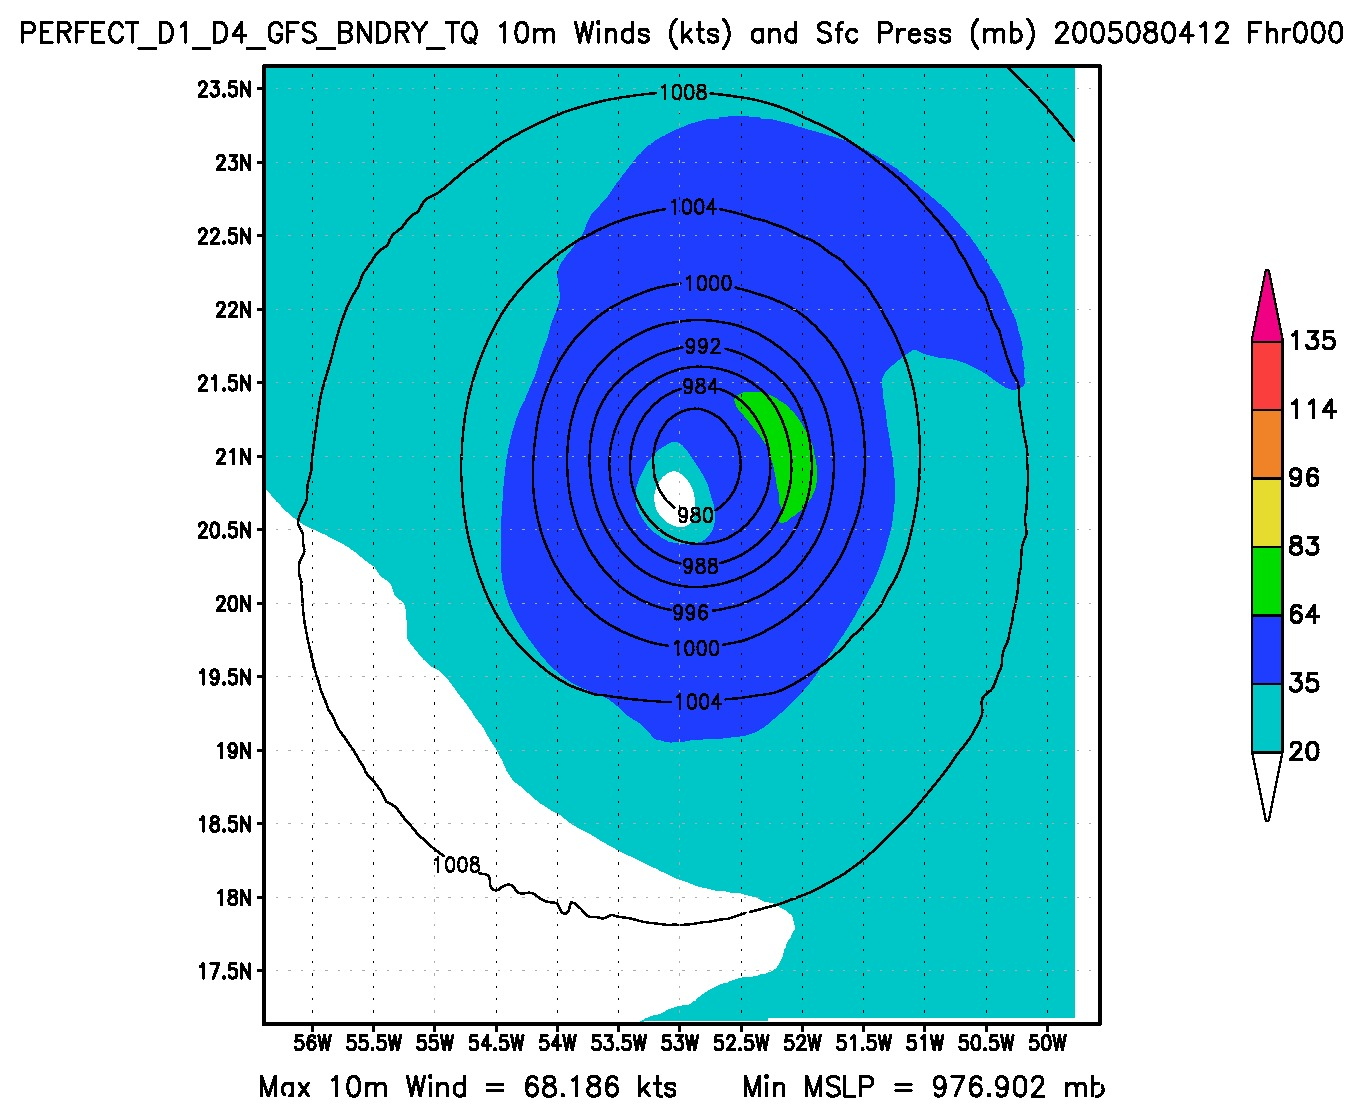 PERFECT_D1_D4_GFS_BNDRY_TQ 10m Winds (kts) and Sfc Press (mb) 2005080412 Fhr000
23.5N
23N
22.5N
22N
21.5N
21N
20.5N
20N
19.5N
19N
18.5N
18N
17.5N
1008
1004
1000
992
984
980
988
996
1000
1004
1008
135
114
96
83
64
35
20
56W 55.5W 55W 54.5W 54W 53.5W 53W 52.5W 52W 51.5W 51W 50.5W 50W
Max 10m Wind = 68.186 kts Min MSLP = 976.902 mb